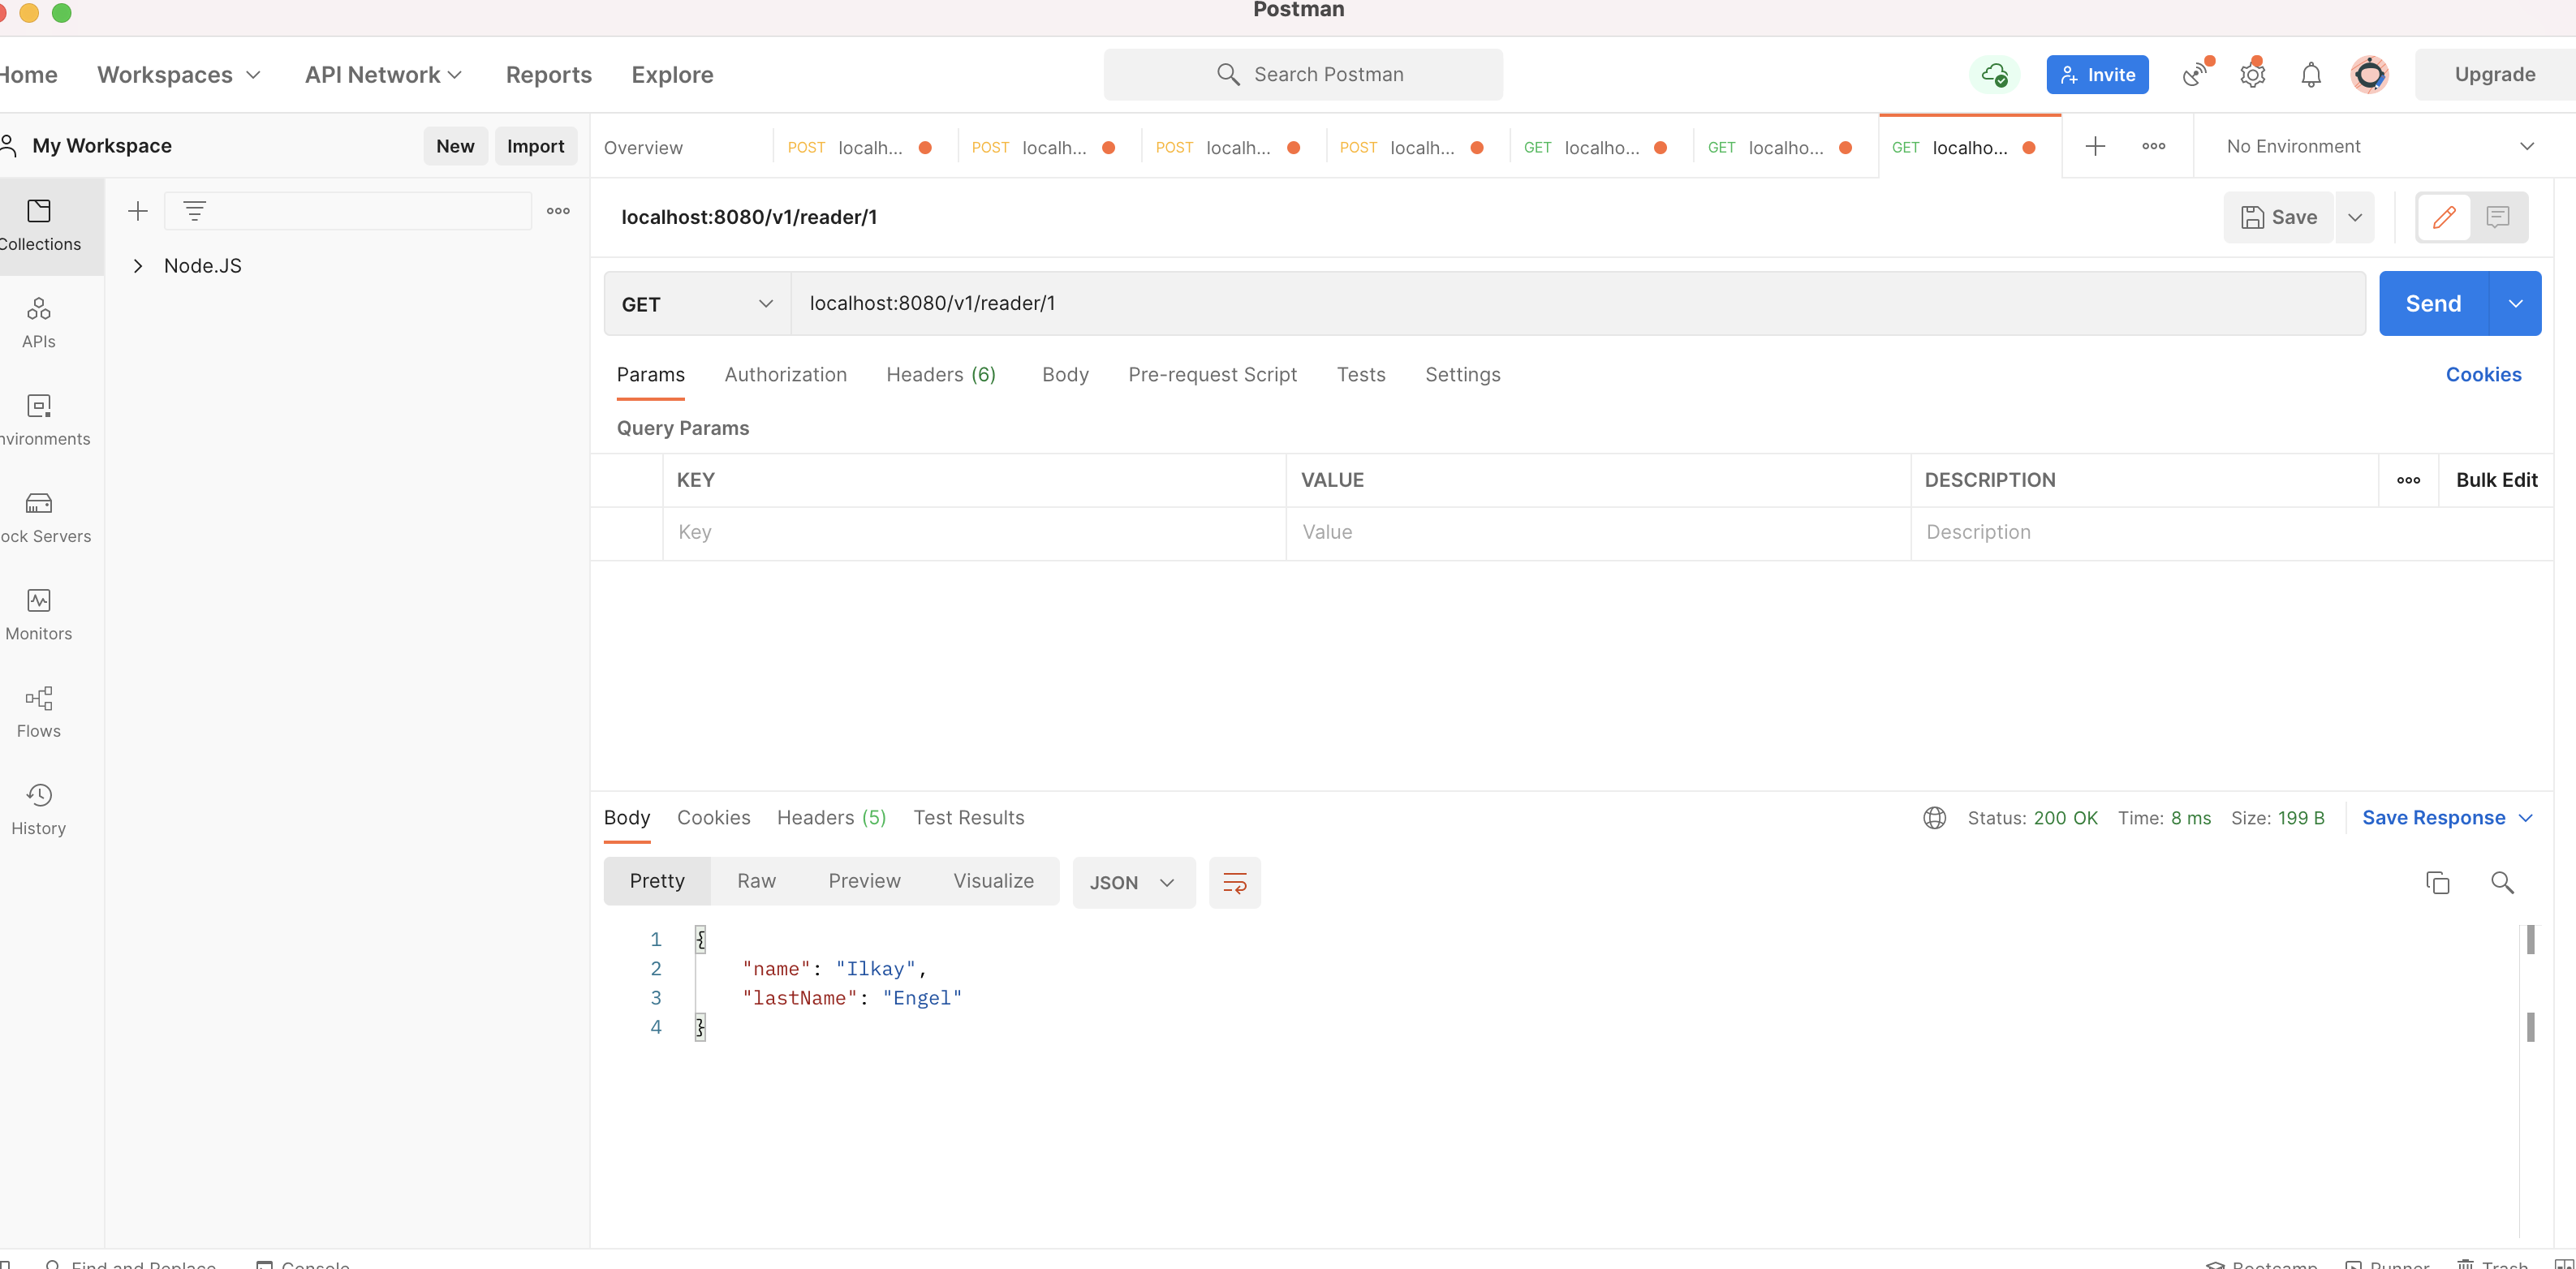 Postman
Home Workspaces API Network Reports Explore Search Postman Invite Upgrade
My Workspace New Import Overview POST localh... POST localh... POST localh... POST localh... GET localho... GET localho... GET localho... No Environment
Collections
localhost:8080/v1/reader/1 Save
Node.JS
GET localhost:8080/v1/reader/1 Send
APIs
Params Authorization Headers (6) Body Pre-request Script Tests Settings Cookies
Query Params
nvironments
KEY VALUE DESCRIPTION Bulk Edit
Key Value Description
ock Servers
Monitors
Flows
History
Body Cookies Headers (5) Test Results Status: 200 OK Time: 8 ms Size: 199 B Save Response
Pretty Raw Preview Visualize JSON
1 {
2 "name": "Ilkay",
3 "lastName": "Engel"
4 }
Find and Replace Console Bootcamp Runner Trash